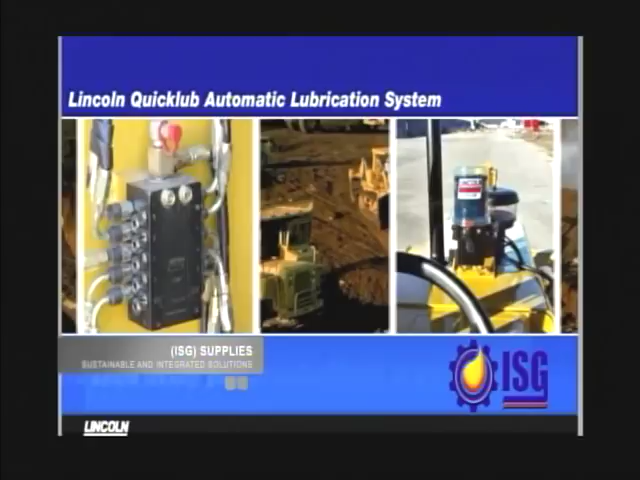 Lincoln Quicklub Automatic Lubrication System
(ISG) SUPPLIES
SUSTAINABLE AND INTEGRATED SOLUTIONS
ISG
LINCOLN